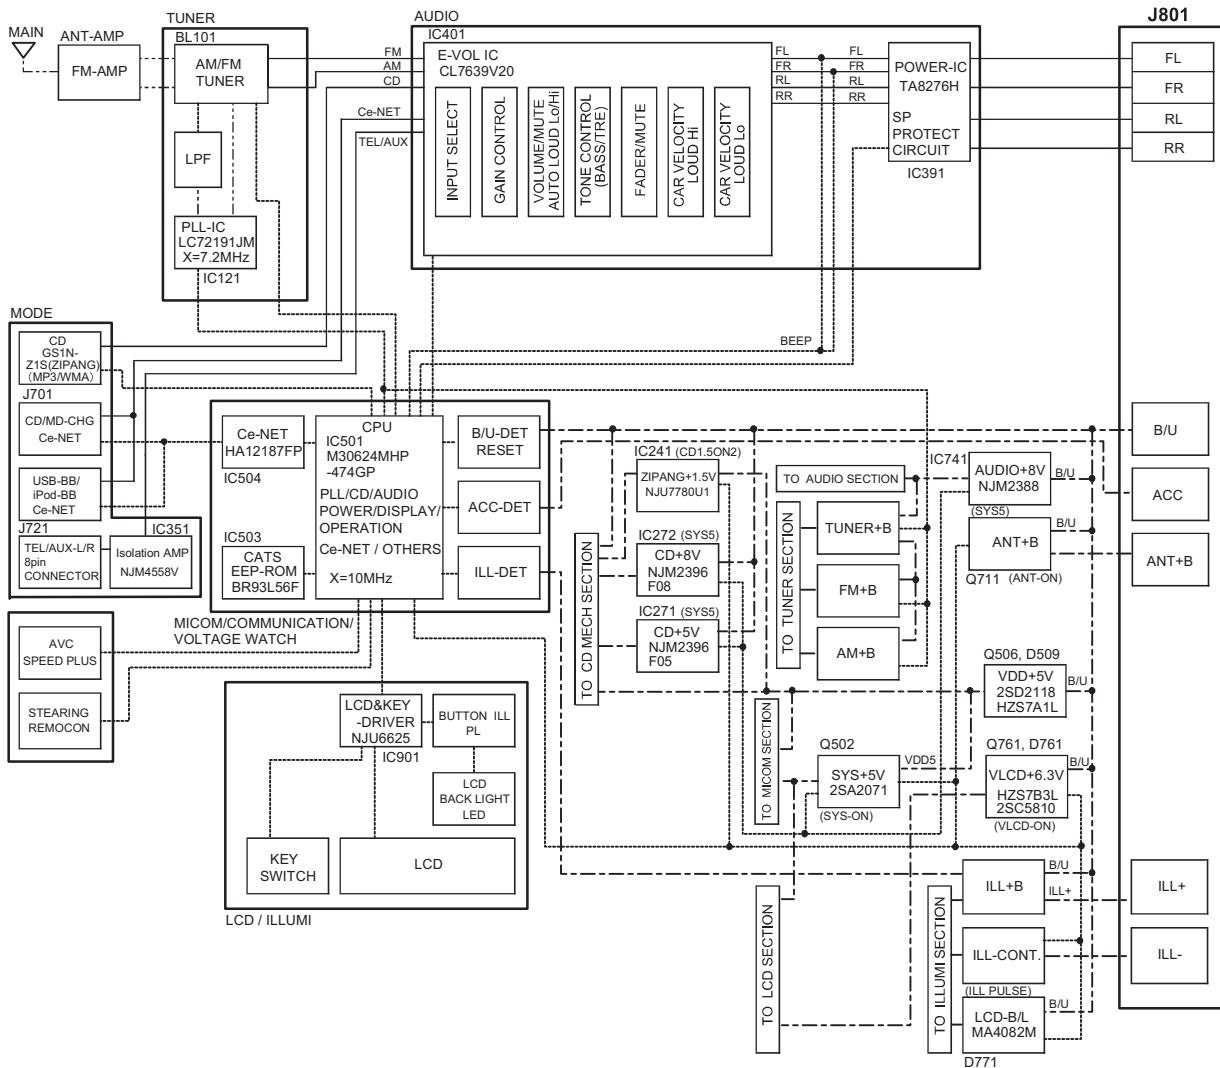 MAIN
ANT-AMP
FM-AMP
TUNER
BL101
AM/FM
TUNER
LPF
PLL-IC
LC72191JM
X=7.2MHz
IC121
AUDIO
IC401
E-VOL IC
CL7639V20
FM
AM
CD
Ce-NET
TEL/AUX
INPUT SELECT
GAIN CONTROL
VOLUME/MUTE
AUTO LOUD Lo/Hi
TONE CONTROL
(BASS/TRE)
FADER/MUTE
CAR VELOCITY
LOUD Hi
CAR VELOCITY
LOUD Lo
FL
FR
RL
RR
FL
FR
RL
RR
POWER-IC
TA8276H
SP
PROTECT
CIRCUIT
IC391
BEEP
J801
FL
FR
RL
RR
B/U
ACC
ANT+B
ILL+
ILL-
MODE
CD
GS1N-
Z1S(ZIPANG)
(MP3/WMA)
J701
CD/MD-CHG
Ce-NET
USB-BB/
iPod-BB
Ce-NET
J721
TEL/AUX-L/R
8pin
CONNECTOR
IC351
Isolation AMP
NJM4558V
AVC
SPEED PLUS
STEARING
REMOCON
Ce-NET
HA12187FP
IC504
IC503
CATS
EEP-ROM
BR93L56F
CPU
IC501
M30624MHP
-474GP
PLL/CD/AUDIO
POWER/DISPLAY/
OPERATION
Ce-NET / OTHERS
X=10MHz
B/U-DET
RESET
ACC-DET
ILL-DET
MICOM/COMMUNICATION/
VOLTAGE WATCH
LCD&KEY
-DRIVER
NJU6625
IC901
BUTTON ILL
PL
LCD
BACK LIGHT
LED
KEY
SWITCH
LCD
LCD / ILLUMI
TO CD MECH SECTION
IC241 (CD1.5ON2)
ZIPANG+1.5V
NJU7780U1
IC272 (SYS5)
CD+8V
NJM2396
F08
IC271 (SYS5)
CD+5V
NJM2396
F05
TO AUDIO SECTION
TO TUNER SECTION
TUNER+B
FM+B
AM+B
IC741
AUDIO+8V
NJM2388
(SYS5)
B/U
ANT+B
B/U
Q711 (ANT-ON)
Q506, D509
VDD+5V
2SD2118
HZS7A1L
B/U
TO MICOM SECTION
Q502
SYS+5V
2SA2071
(SYS-ON)
VDD5
Q761, D761
VLCD+6.3V
HZS7B3L
2SC5810
(VLCD-ON)
B/U
TO LCD SECTION
TO ILLUMI SECTION
ILL+B
B/U
ILL+
ILL-CONT.
(ILL PULSE)
LCD-B/L
MA4082M
B/U
D771